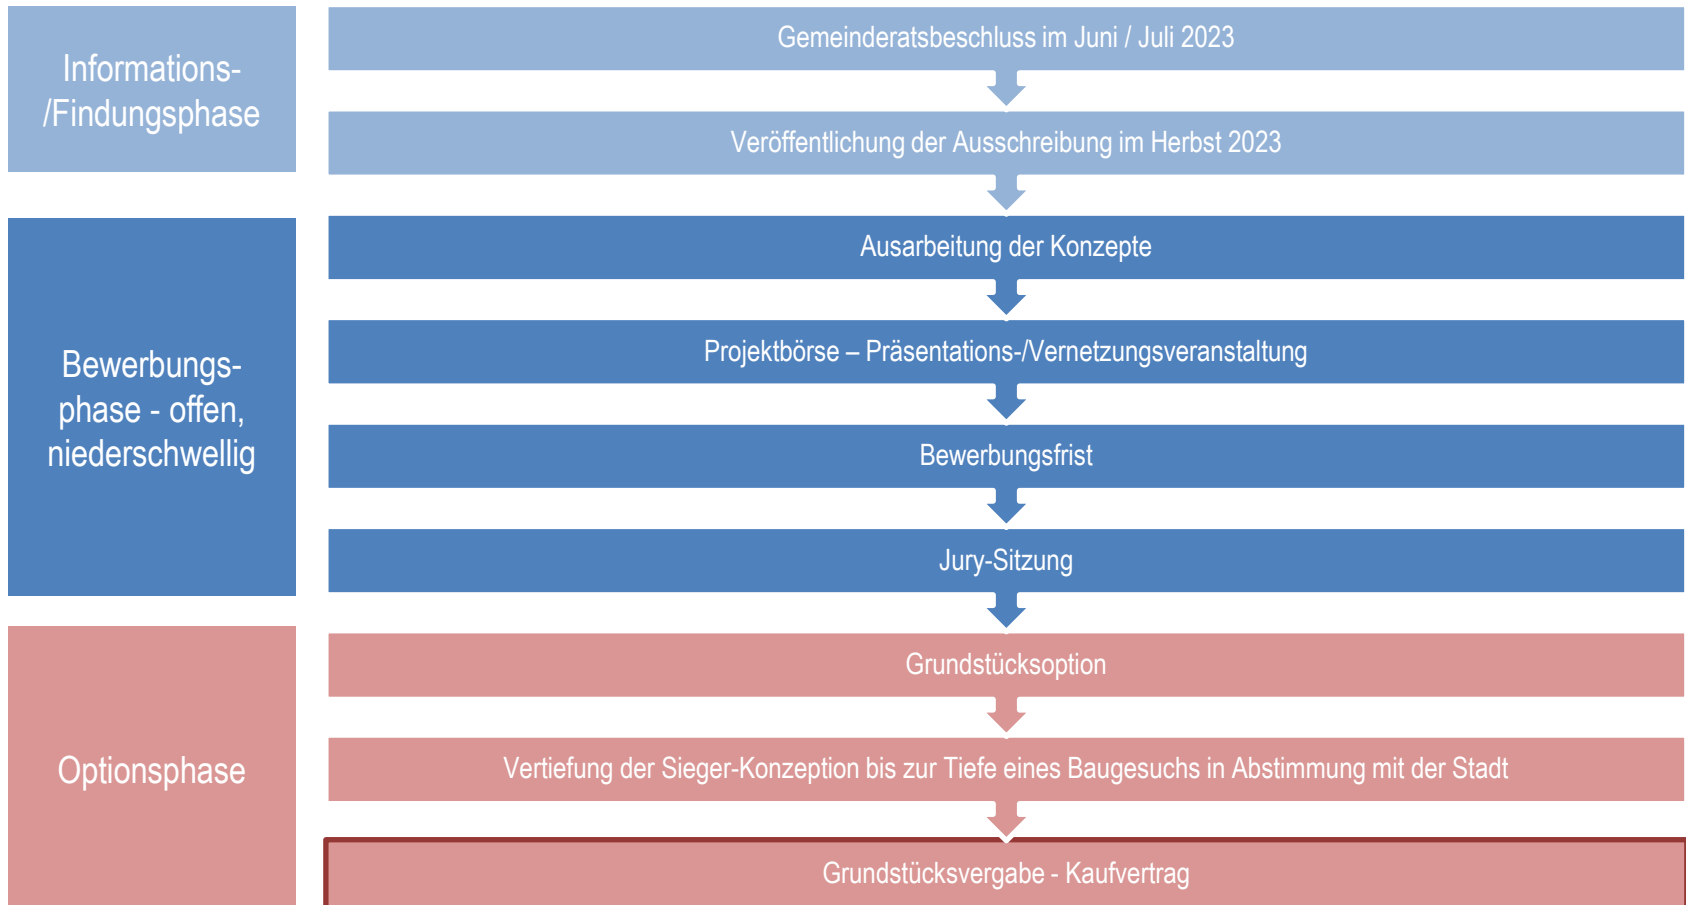 Informations-
/Findungsphase
Gemeinderatsbeschluss im Juni / Juli 2023
Veröffentlichung der Ausschreibung im Herbst 2023
Bewerbungs-
phase - offen,
niederschwellig
Ausarbeitung der Konzepte
Projektbörse – Präsentations-/Vernetzungsveranstaltung
Bewerbungsfrist
Jury-Sitzung
Optionsphase
Grundstücksoption
Vertiefung der Sieger-Konzeption bis zur Tiefe eines Baugesuchs in Abstimmung mit der Stadt
Grundstücksvergabe - Kaufvertrag